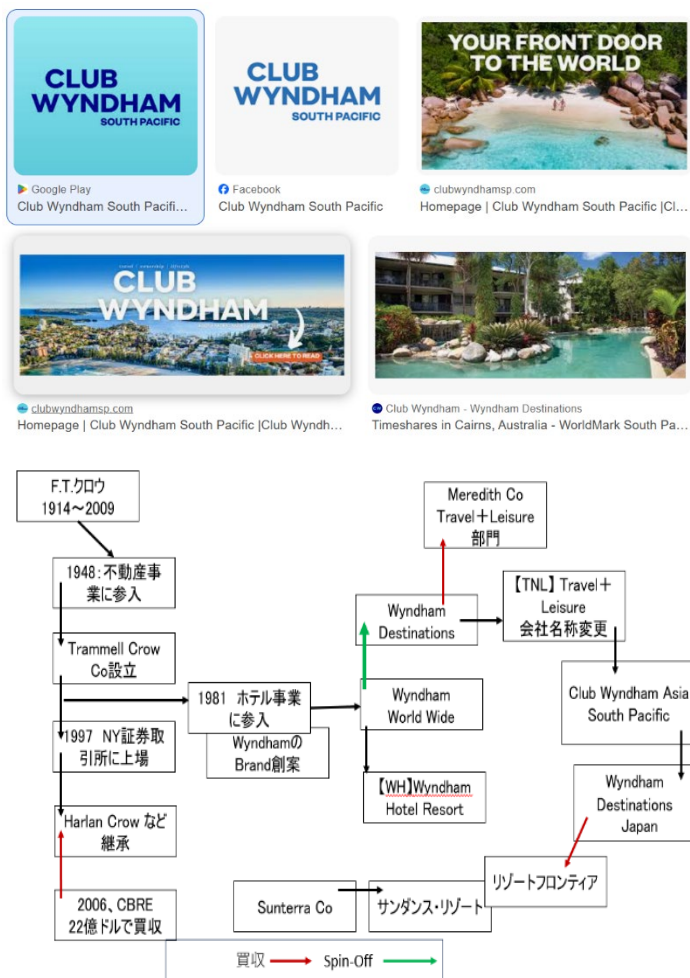 CLUB
WYNDHAM
SOUTH PACIFIC
Google Play
Club Wyndham South Pacifi...
CLUB
WYNDHAM
SOUTH PACIFIC
Facebook
Club Wyndham South Pacific
YOUR FRONT DOOR
TO THE WORLD
clubwyndhamsp.com
Homepage | Club Wyndham South Pacific |Cl...
CLUB
WYNDHAM
CLICK HERE TO READ
clubwyndhamsp.com
Homepage | Club Wyndham South Pacific |Club Wyndh...
Club Wyndham - Wyndham Destinations
Timeshares in Cairns, Australia - WorldMark South Pa...
F.T.クロウ
1914～2009
1948：不動産事
業に参入
Trammell Crow
Co設立
1997 NY証券取
引所に上場
Harlan Crow など
継承
2006、CBRE
22億ドルで買収
1981 ホテル事業
に参入
Wyndhamの
Brand創案
Meredith Co
Travel＋Leisure
部門
Wyndham
Destinations
Wyndham
World Wide
【WH】Wyndham
Hotel Resort
【TNL】Travel＋
Leisure
会社名称変更
Club Wyndham Asia
South Pacific
Wyndham
Destinations
Japan
リゾートフロンティア
Sunterra Co
サンダンス・リゾート
買収
Spin-Off